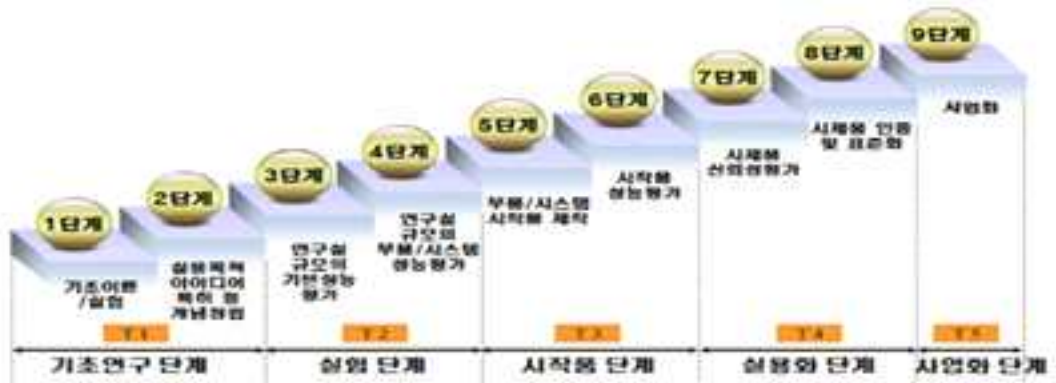 1단계
2단계
3단계
4단계
5단계
6단계
7단계
8단계
9단계
기초이론
/실험
실용목적
아이디어
특허 등
개념정립
연구실
규모의
기본성능
평가
연구실
규모의
부품/시스템
성능평가
부품/시스템
시작품 제작
시작품
성능평가
시제품
신뢰성평가
시제품 인증
및 표준화
사업화
T 1
T 2
T 3
T 4
T 5
기초연구 단계
실험 단계
시작품 단계
실용화 단계
사업화 단계